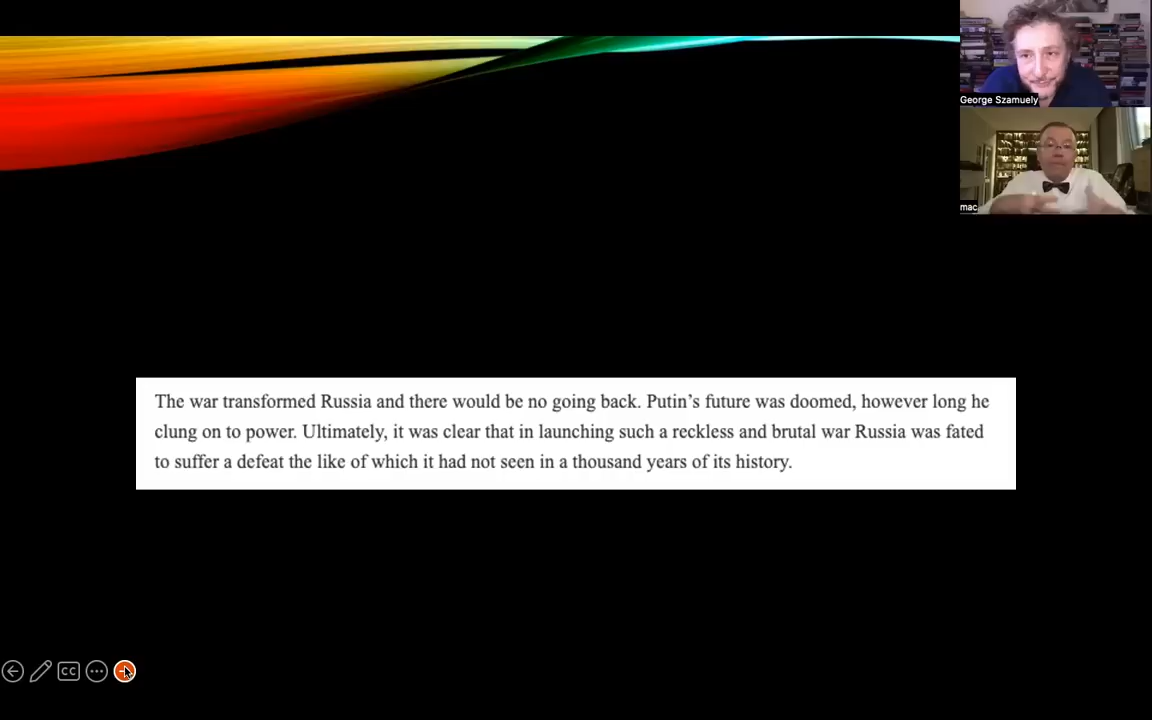 George Szamuely
mac
The war transformed Russia and there would be no going back. Putin’s future was doomed, however long he
clung on to power. Ultimately, it was clear that in launching such a reckless and brutal war Russia was fated
to suffer a defeat the like of which it had not seen in a thousand years of its history.
CC